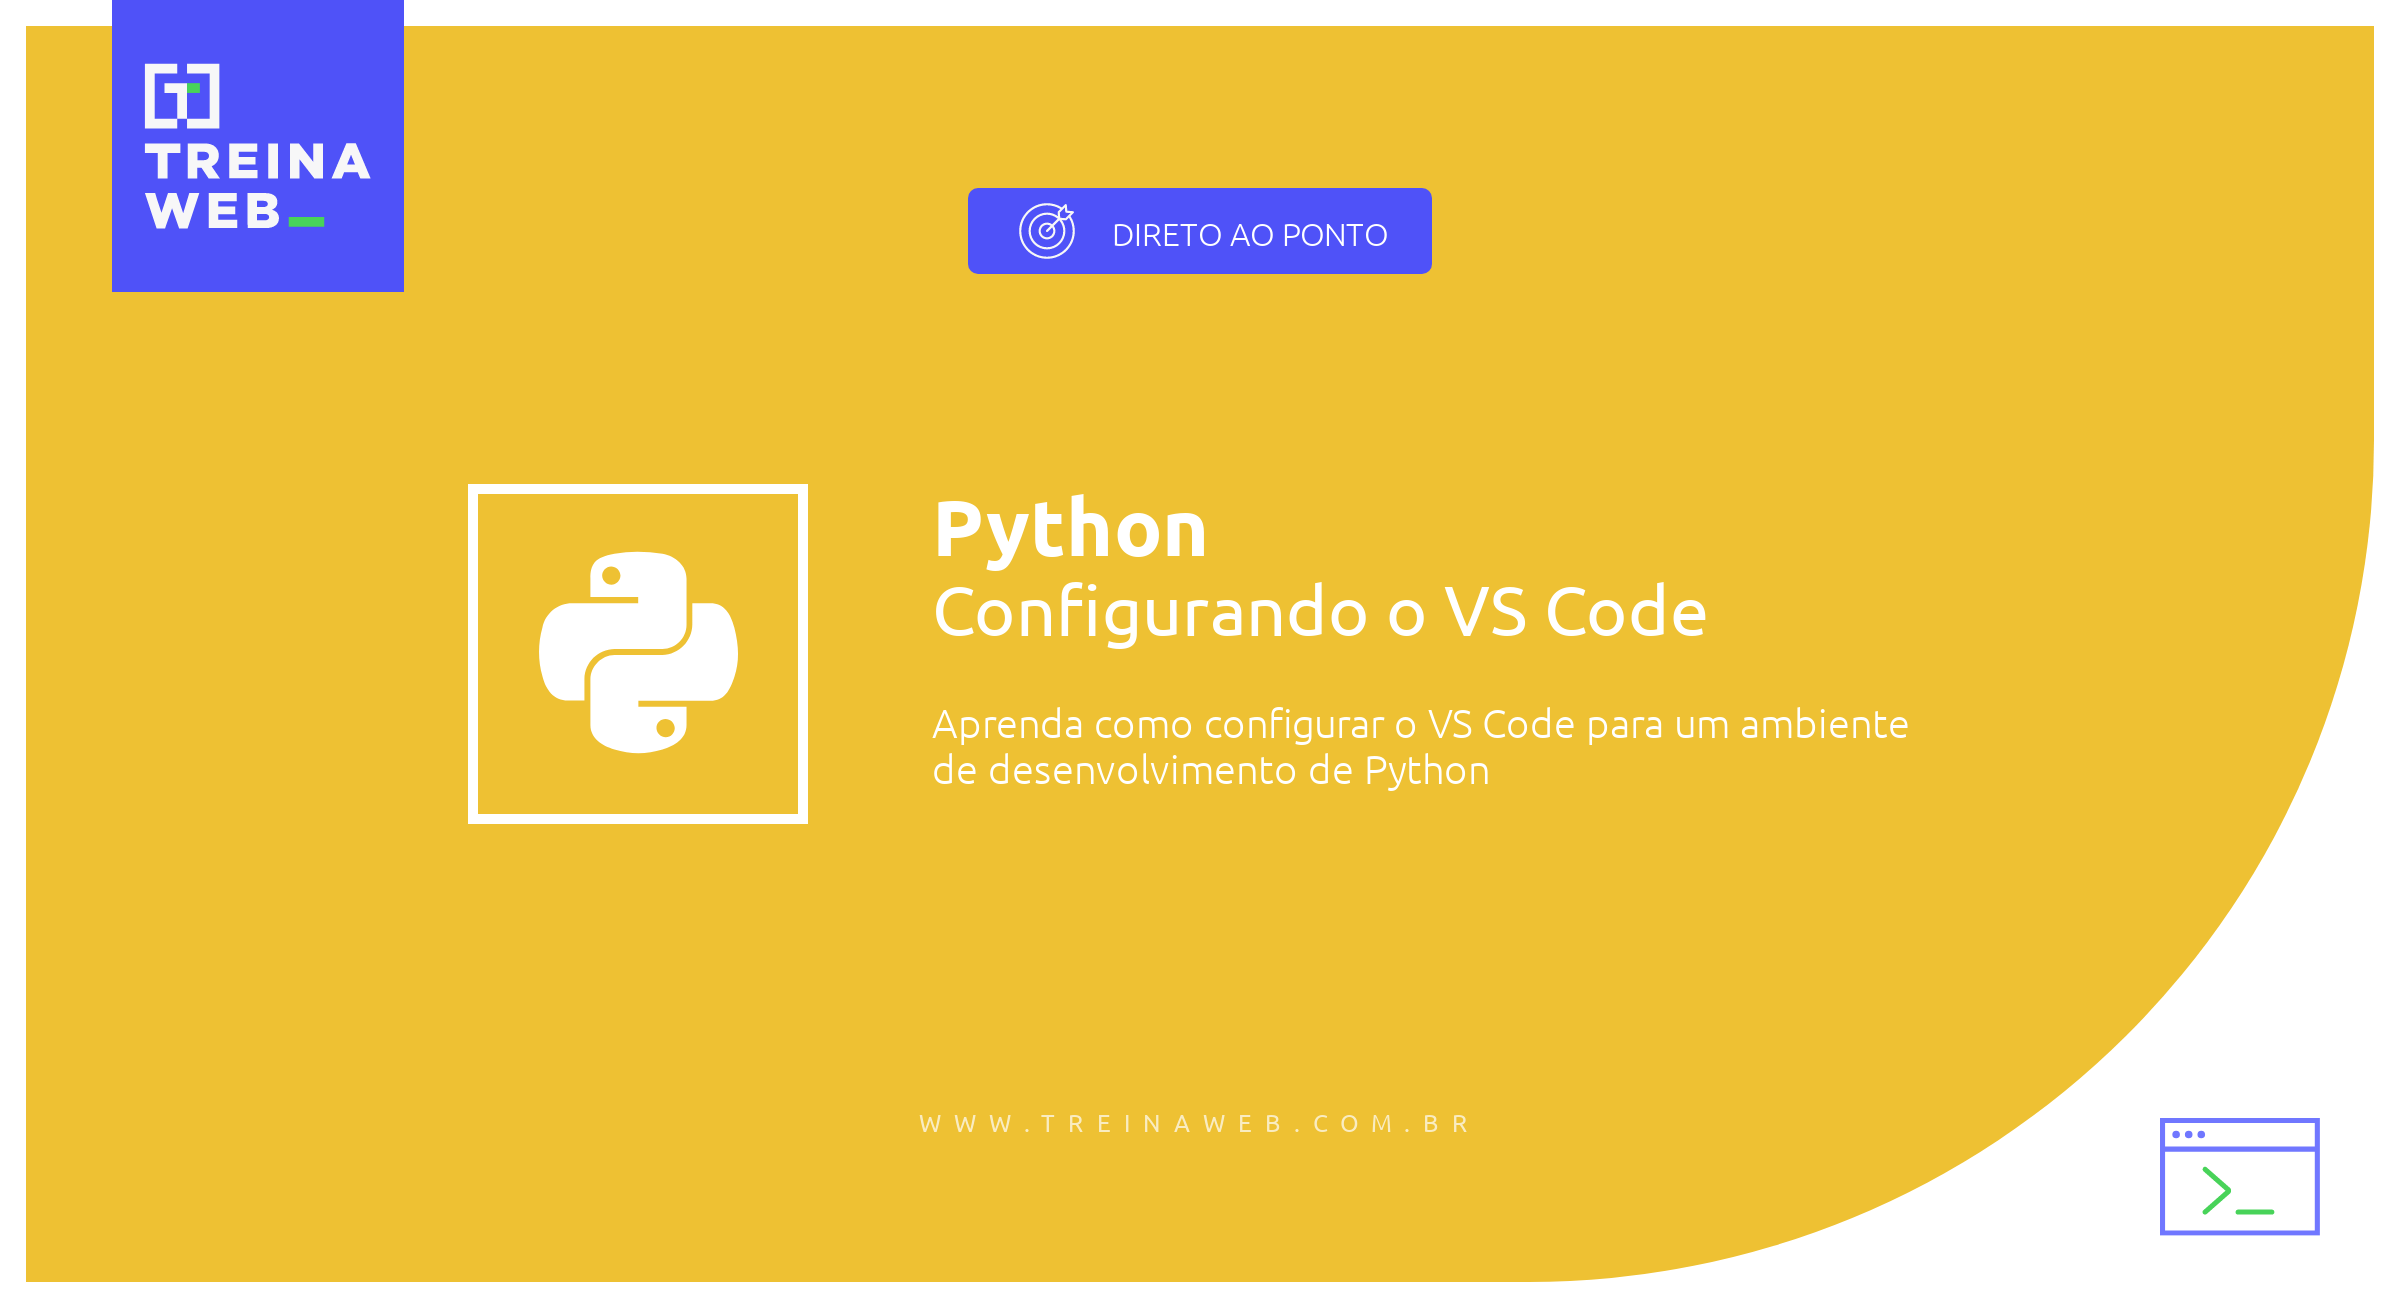 TREINA
WEB_
DIRETO AO PONTO
Python
Configurando o VS Code
Aprenda como configurar o VS Code para um ambiente
de desenvolvimento de Python
WWW.TREINAWEB.COM.BR